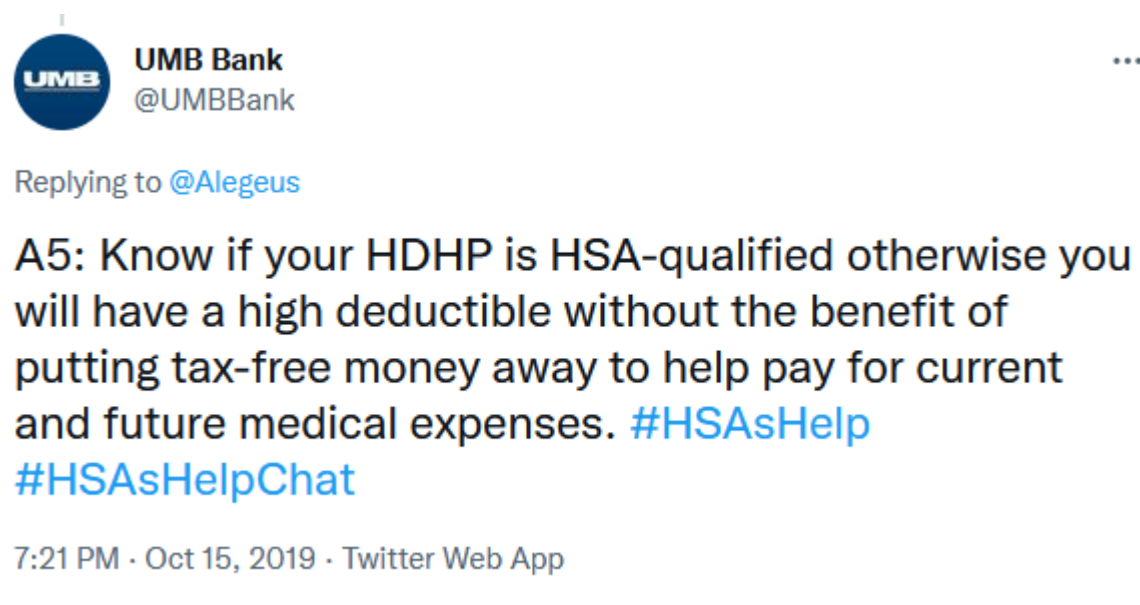 UMB
UMB Bank
@UMBBank
Replying to @Alegeus
A5: Know if your HDHP is HSA-qualified otherwise you
will have a high deductible without the benefit of
putting tax-free money away to help pay for current
and future medical expenses. #HSAsHelp
#HSAsHelpChat
7:21 PM · Oct 15, 2019 · Twitter Web App